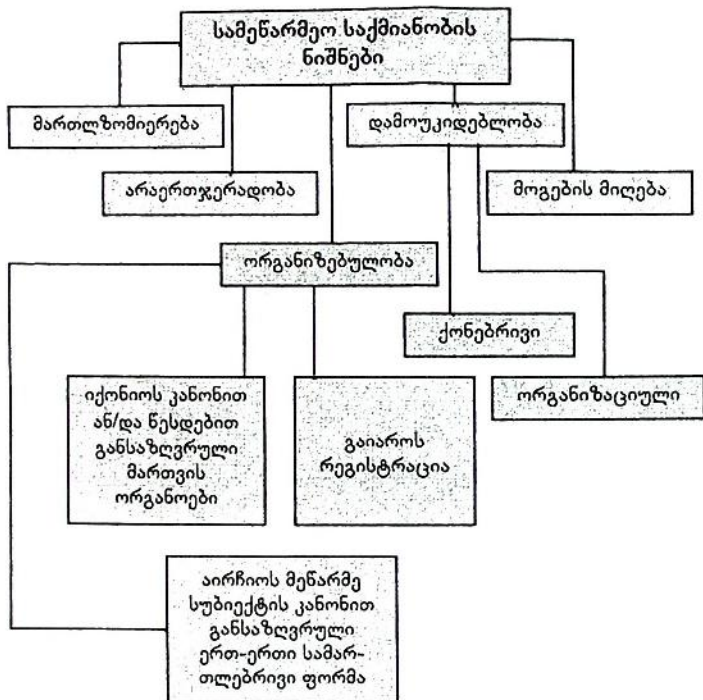 სამეწარმეო საქმიანობის
ნიშნები
მართლზომიერება
დამოუკიდებლობა
არაერთჯერადობა
მოგების მიღება
ორგანიზებულობა
ქონებრივი
ორგანიზაციული
იქონიოს კანონით
ან/და წესდებით
განსაზღვრული
მართვის
ორგანოები
გაიაროს
რეგისტრაცია
აირჩიოს მეწარმე
სუბიექტის კანონით
განსაზღვრული
ერთ-ერთი სამარ-
თლებრივი ფორმა